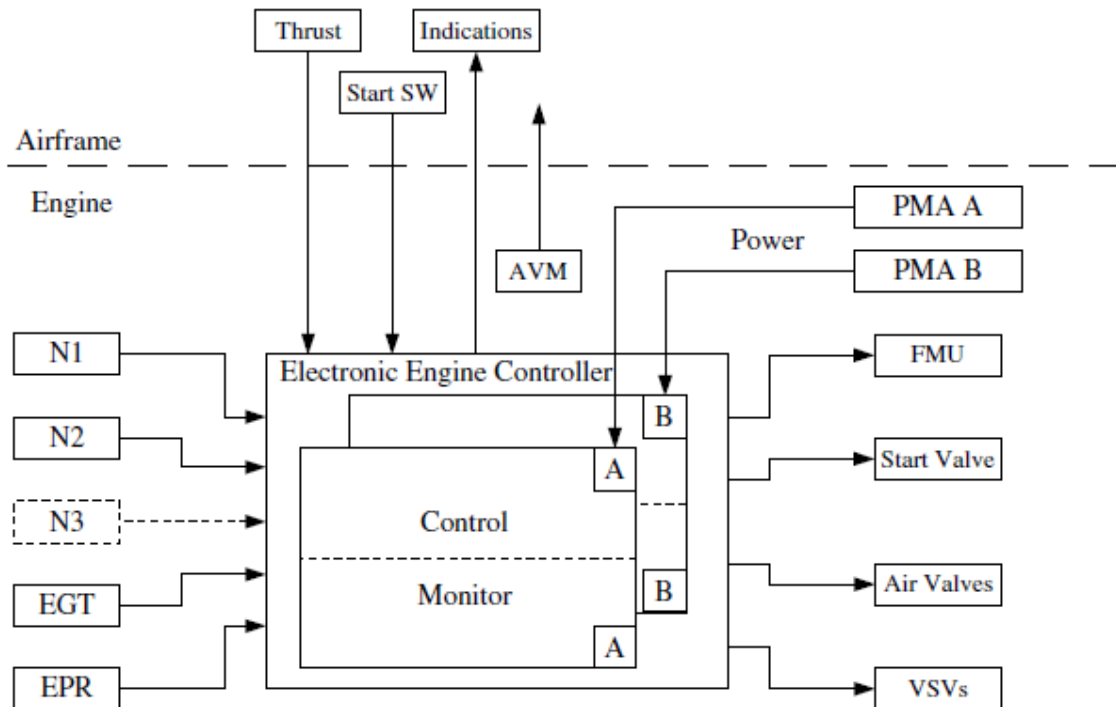 Thrust
Indications
Start SW
Airframe
Engine
PMA A
Power
AVM
PMA B
N1
FMU
Electronic Engine Controller
B
N2
A
Start Valve
N3
Control
EGT
Monitor
B
Air Valves
A
EPR
VSVs